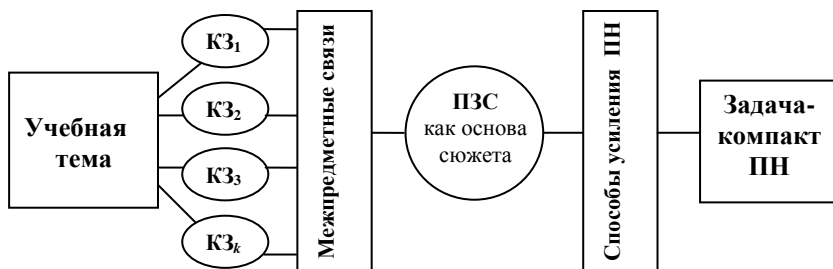 Учебная
тема
КЗ1
КЗ2
КЗ3
КЗk
Межпредметные связи
ПЗС
как основа
сюжета
Способы усиления ПН
Задача-
компакт
ПН